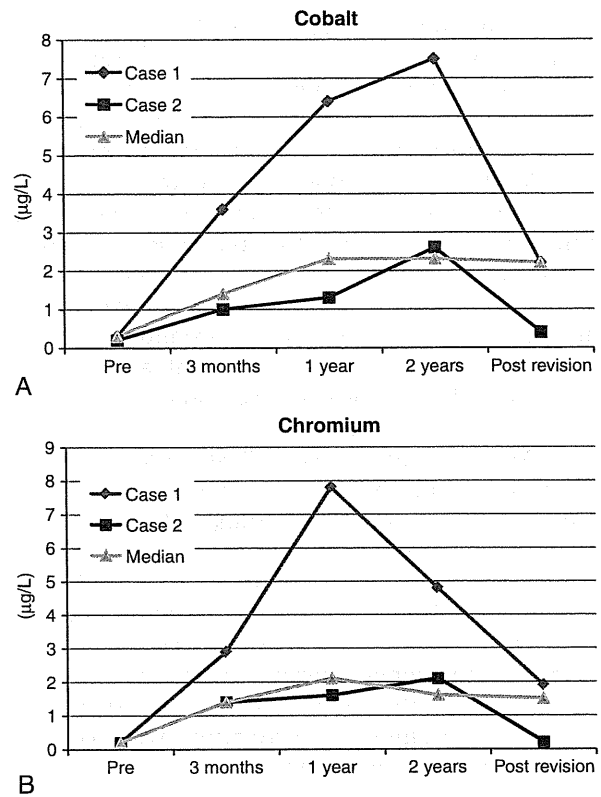 Cobalt
8
7
6
5
4
3
2
1
0
(µg/L)
Case 1
Case 2
Median
Pre 3 months 1 year 2 years Post revision
A
Chromium
9
8
7
6
5
4
3
2
1
0
(µg/L)
Case 1
Case 2
Median
Pre 3 months 1 year 2 years Post revision
B